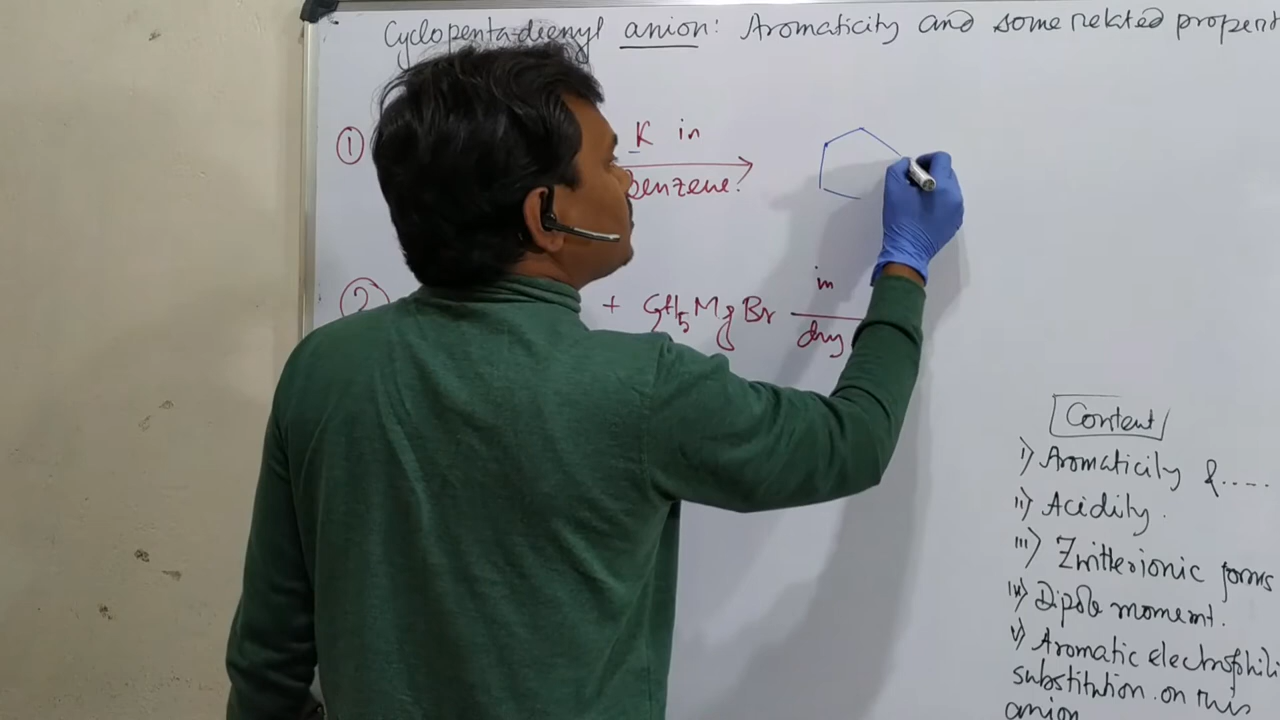 Cyclopenta-dienyl anion: Aromaticity and some related propert
① K in
benzene?
② + C₂H₅MgBr in
dry
Content
i) Aromaticity & .....
ii) Acidity.
iii) Zwitterionic forms
iv) Dipole moment.
v) Aromatic electrophili
substitution on this
anion